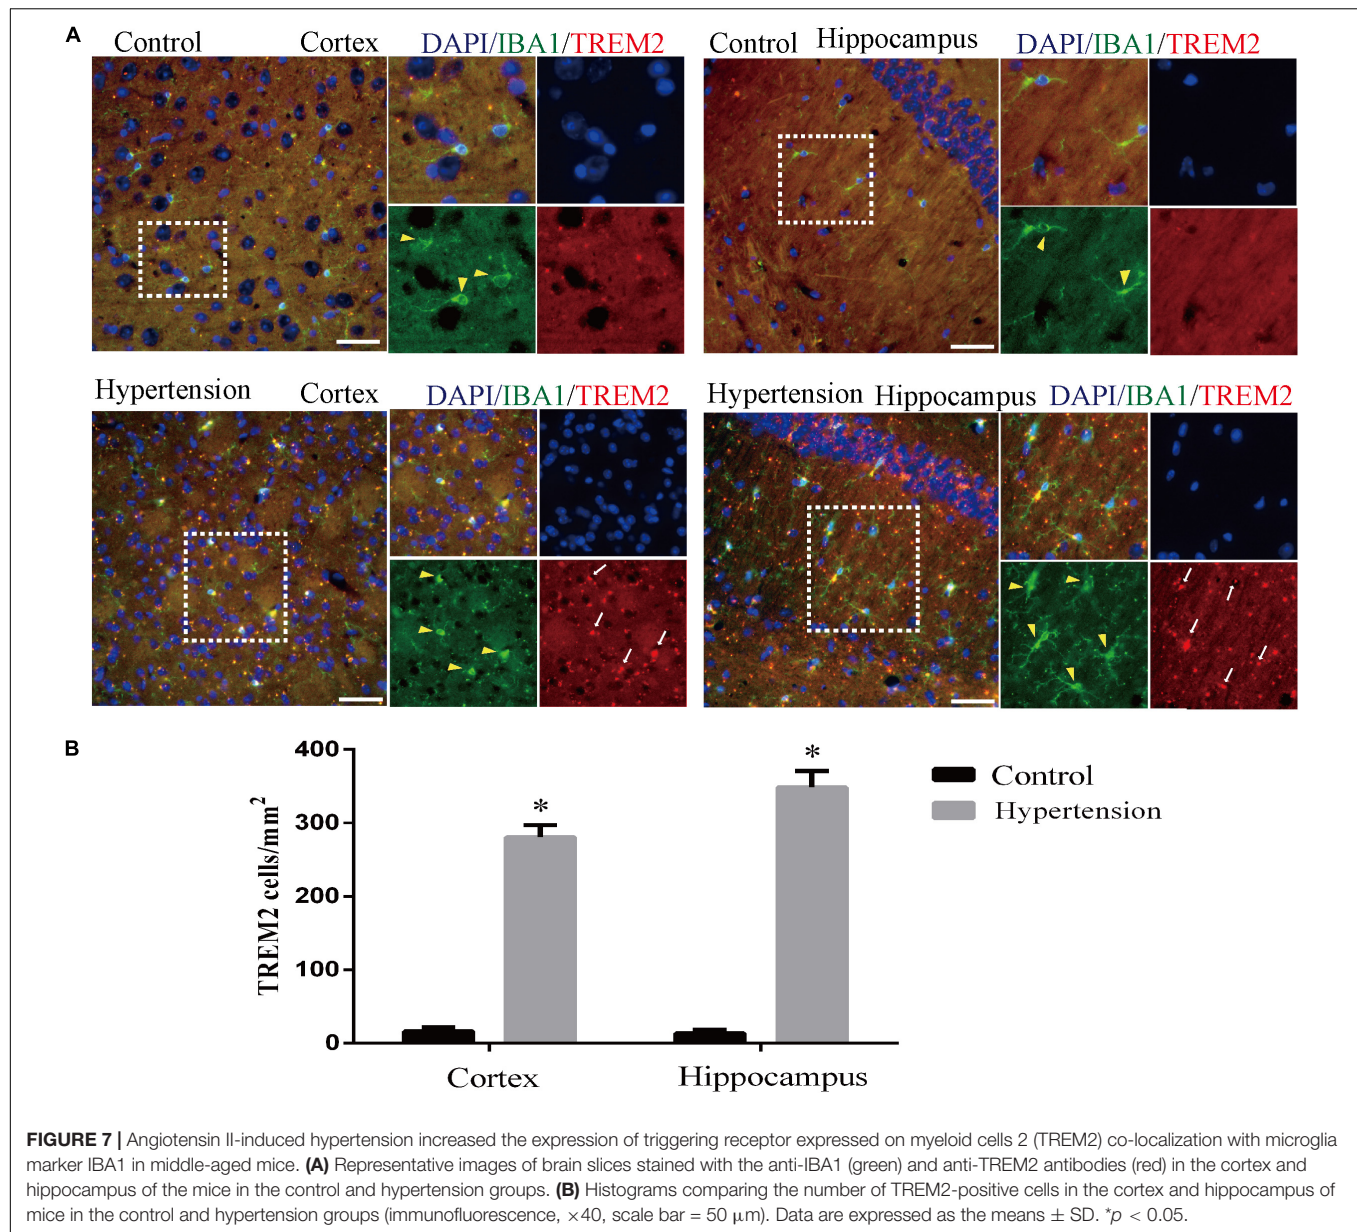 A
Control Cortex DAPI/IBA1/TREM2
Control Hippocampus DAPI/IBA1/TREM2
Hypertension Cortex DAPI/IBA1/TREM2
Hypertension Hippocampus DAPI/IBA1/TREM2
B
TREM2 cells/mm²
400
300
200
100
0
*
*
Cortex
Hippocampus
Control
Hypertension
FIGURE 7 | Angiotensin II-induced hypertension increased the expression of triggering receptor expressed on myeloid cells 2 (TREM2) co-localization with microglia
marker IBA1 in middle-aged mice. (A) Representative images of brain slices stained with the anti-IBA1 (green) and anti-TREM2 antibodies (red) in the cortex and
hippocampus of the mice in the control and hypertension groups. (B) Histograms comparing the number of TREM2-positive cells in the cortex and hippocampus of
mice in the control and hypertension groups (immunofluorescence, ×40, scale bar = 50 μm). Data are expressed as the means ± SD. *p < 0.05.